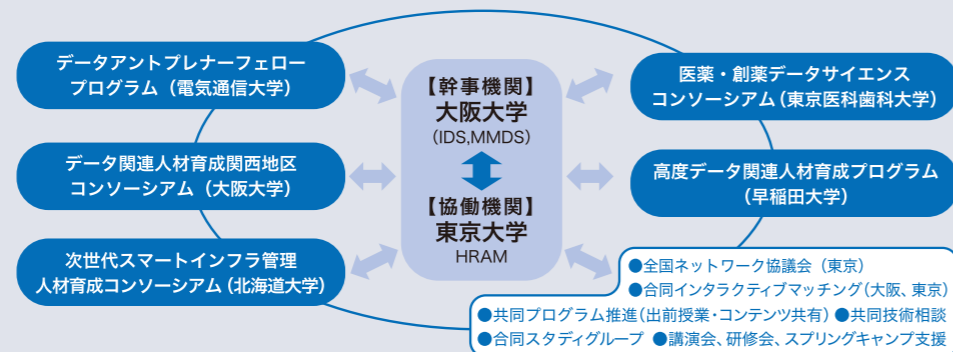 データアントプレナーフェロー
プログラム（電気通信大学）
データ関連人材育成関西地区
コンソーシアム（大阪大学）
次世代スマートインフラ管理
人材育成コンソーシアム（北海道大学）
【幹事機関】
大阪大学
(IDS,MMDS)
【協働機関】
東京大学
HRAM
医薬・創薬データサイエンス
コンソーシアム（東京医科歯科大学）
高度データ関連人材育成プログラム
（早稲田大学）
●全国ネットワーク協議会（東京）
●合同インタラクティブマッチング（大阪、東京）
●共同プログラム推進（出前授業・コンテンツ共有）●共同技術相談
●合同スタディグループ ●講演会、研修会、スプリングキャンプ支援